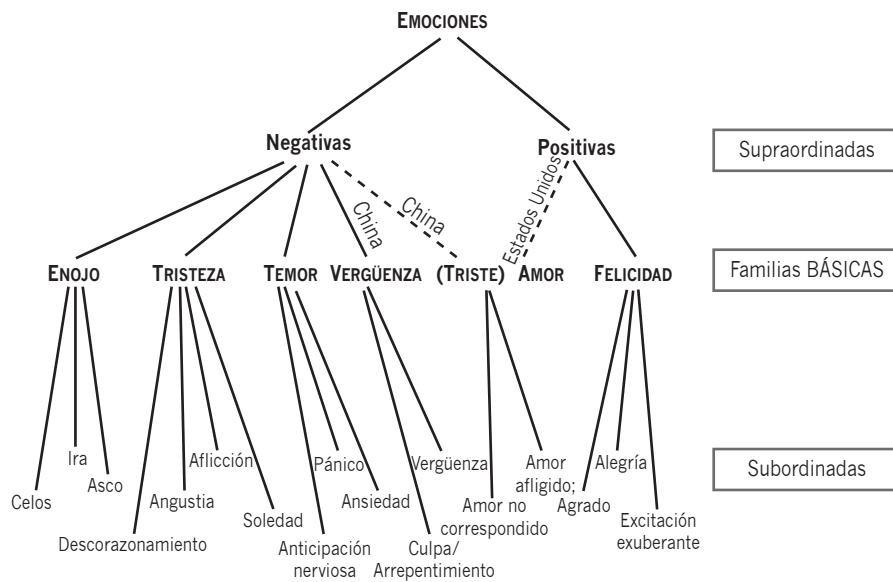 EMOCIONES
Negativas
Positivas
Supraordinadas
China
China
Estados Unidos
ENOJO
TRISTEZA
TEMOR
VERGÜENZA
(TRISTE) AMOR
FELICIDAD
Familias BÁSICAS
Celos
Ira
Asco
Descorazonamiento
Angustia
Aflicción
Soledad
Anticipación
nerviosa
Pánico
Ansiedad
Culpa/
Arrepentimiento
Vergüenza
Amor no
correspondido
Amor
afligido;
Agrado
Alegría
Excitación
exuberante
Subordinadas